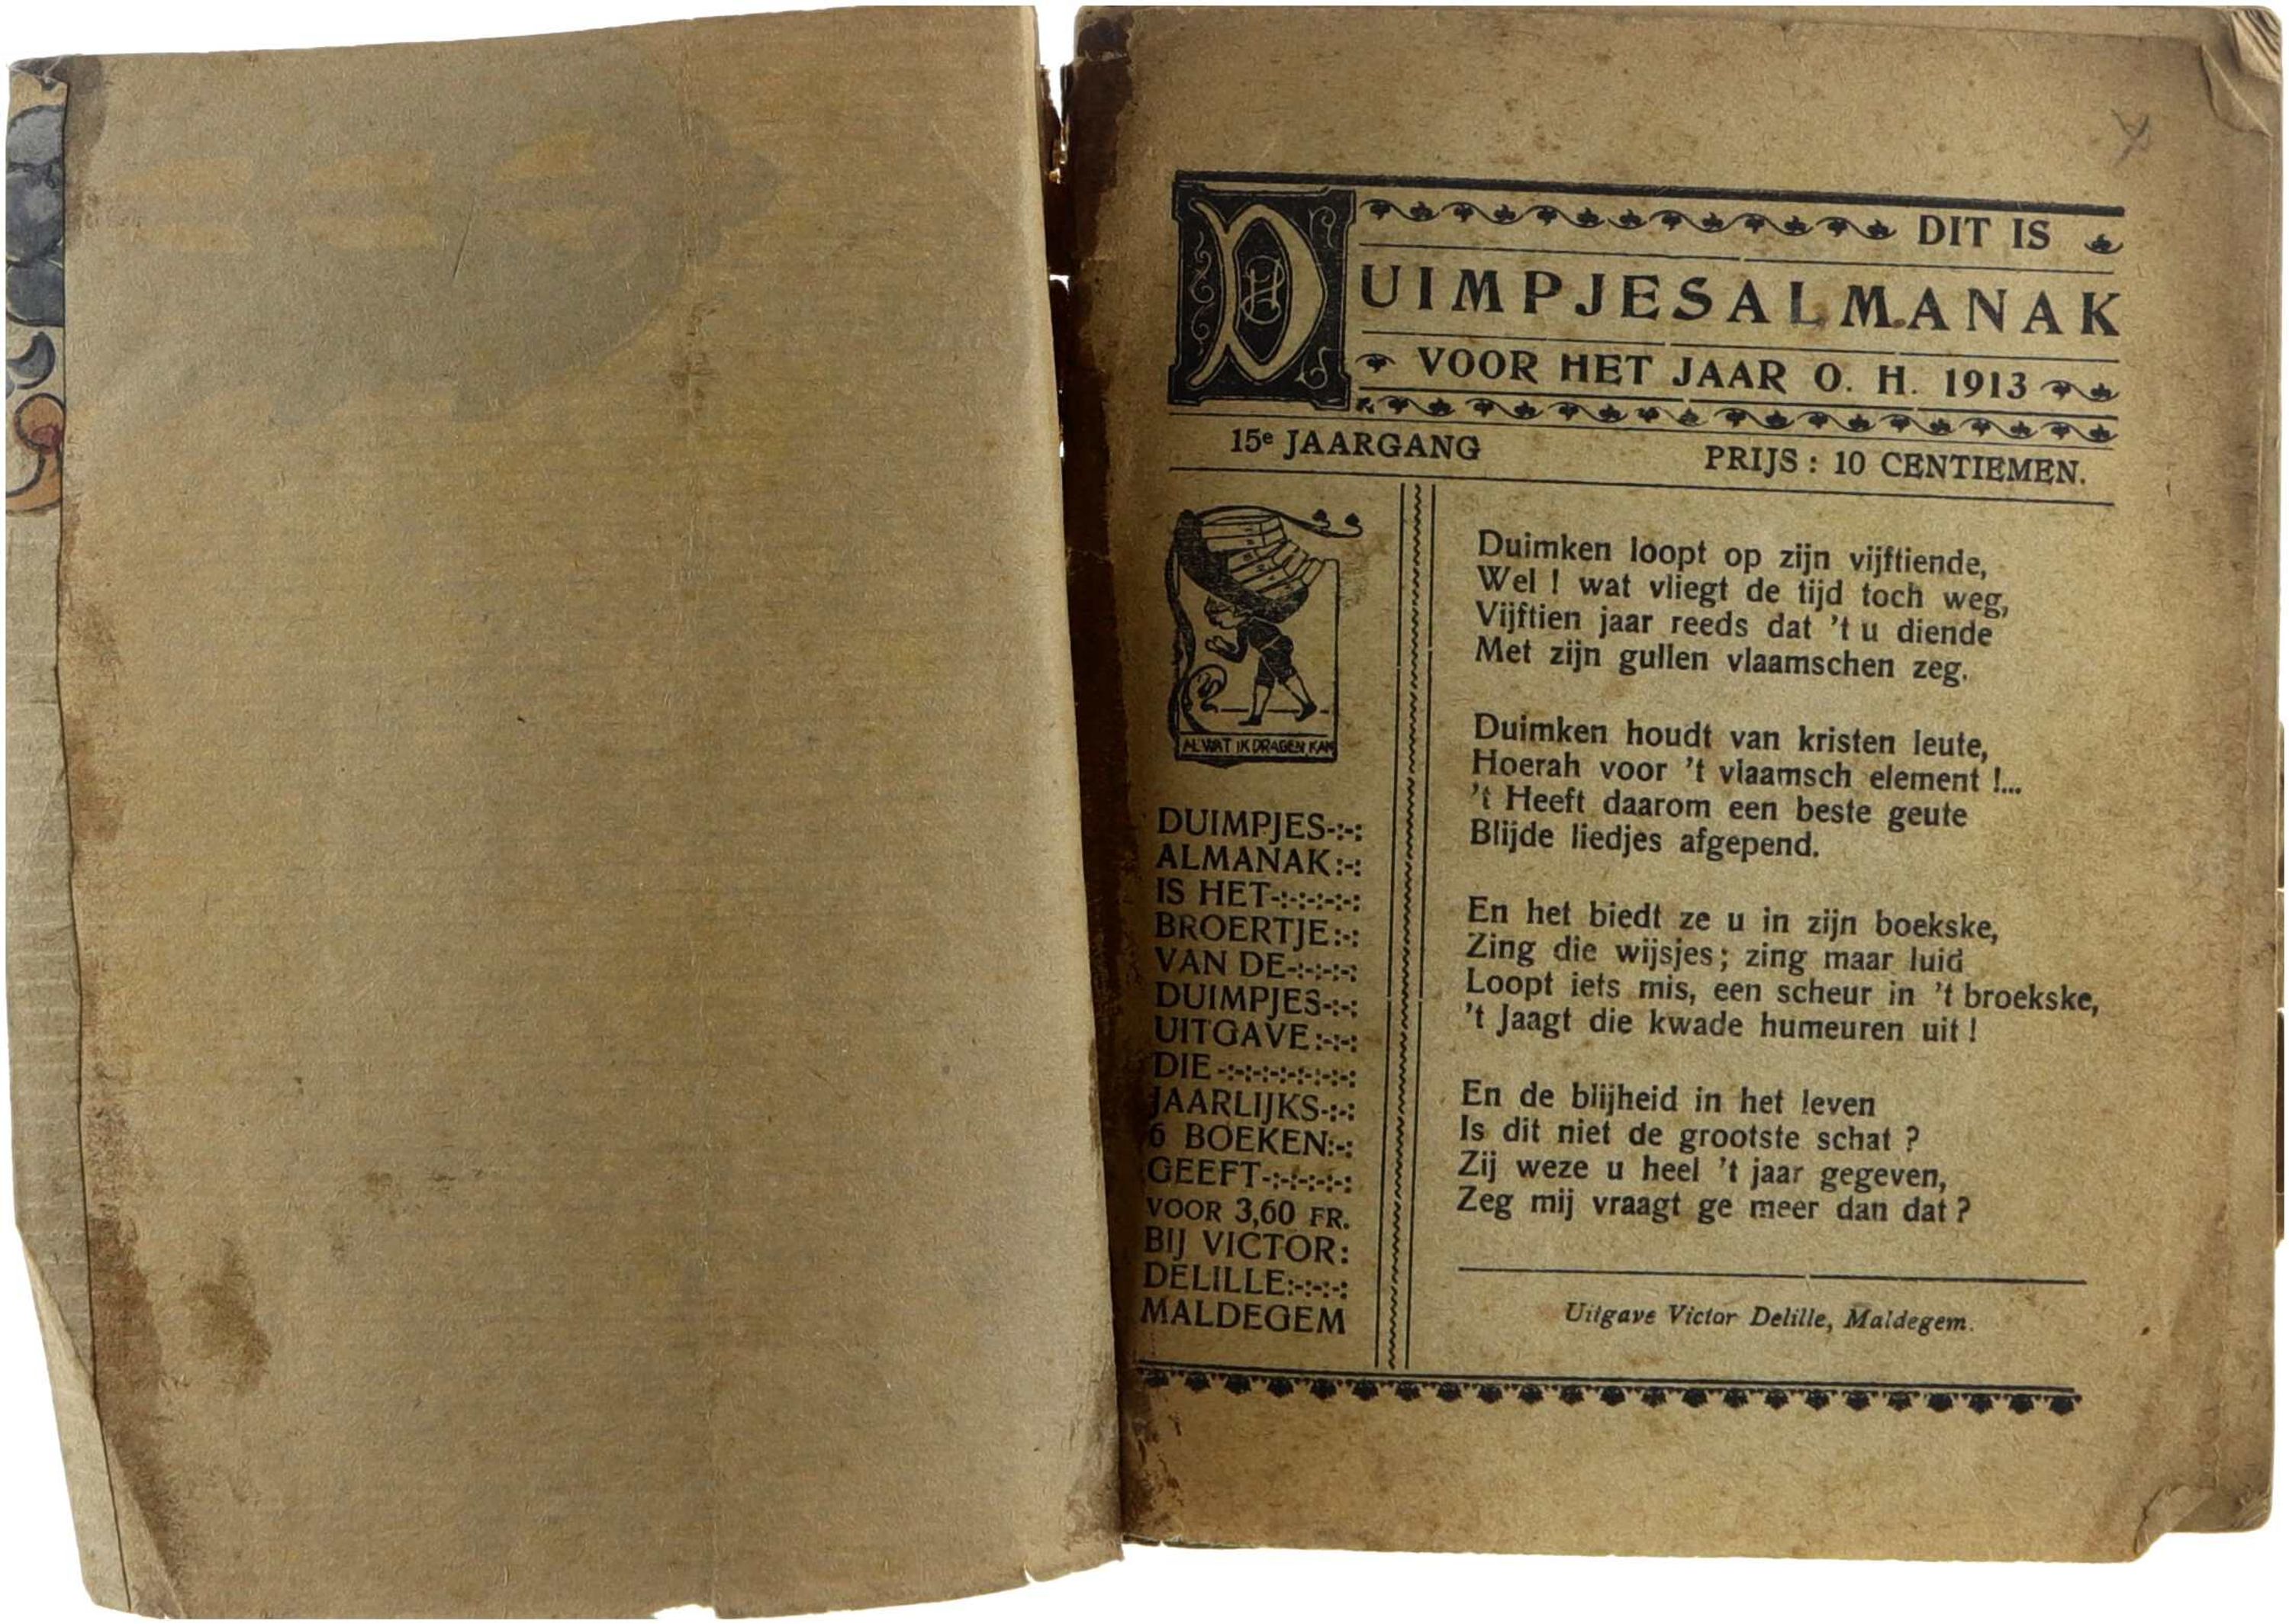 DIT IS
DUIMPJESALMANAK
VOOR HET JAAR O. H. 1913
15e JAARGANG
PRIJS : 10 CENTIEMEN.
AL WAT IK DRAGEN KAN
DUIMPJES-:-:
ALMANAK:-:
IS HET-:-:-:-:-:
BROERTJE:-:
VAN DE-:-:-:-:
DUIMPJES-:-:
UITGAVE:-:-:
DIE-:-:-:-:-:-:-:-:
JAARLIJKS-:-:
6 BOEKEN:-:
GEEFT-:-:-:-:-:
VOOR 3,60 FR.
BIJ VICTOR:
DELILLE:-:-:-:
MALDEGEM
Duimken loopt op zijn vijftiende,
Wel ! wat vliegt de tijd toch weg,
Vijftien jaar reeds dat 't u diende
Met zijn gullen vlaamschen zeg.
Duimken houdt van kristen leute,
Hoerah voor 't vlaamsch element !...
't Heeft daarom een beste geute
Blijde liedjes afgepend.
En het biedt ze u in zijn boekske,
Zing die wijsjes; zing maar luid
Loopt iets mis, een scheur in 't broekske,
't Jaagt die kwade humeuren uit !
En de blijheid in het leven
Is dit niet de grootste schat ?
Zij weze u heel 't jaar gegeven,
Zeg mij vraagt ge meer dan dat ?
Uitgave Victor Delille, Maldegem.